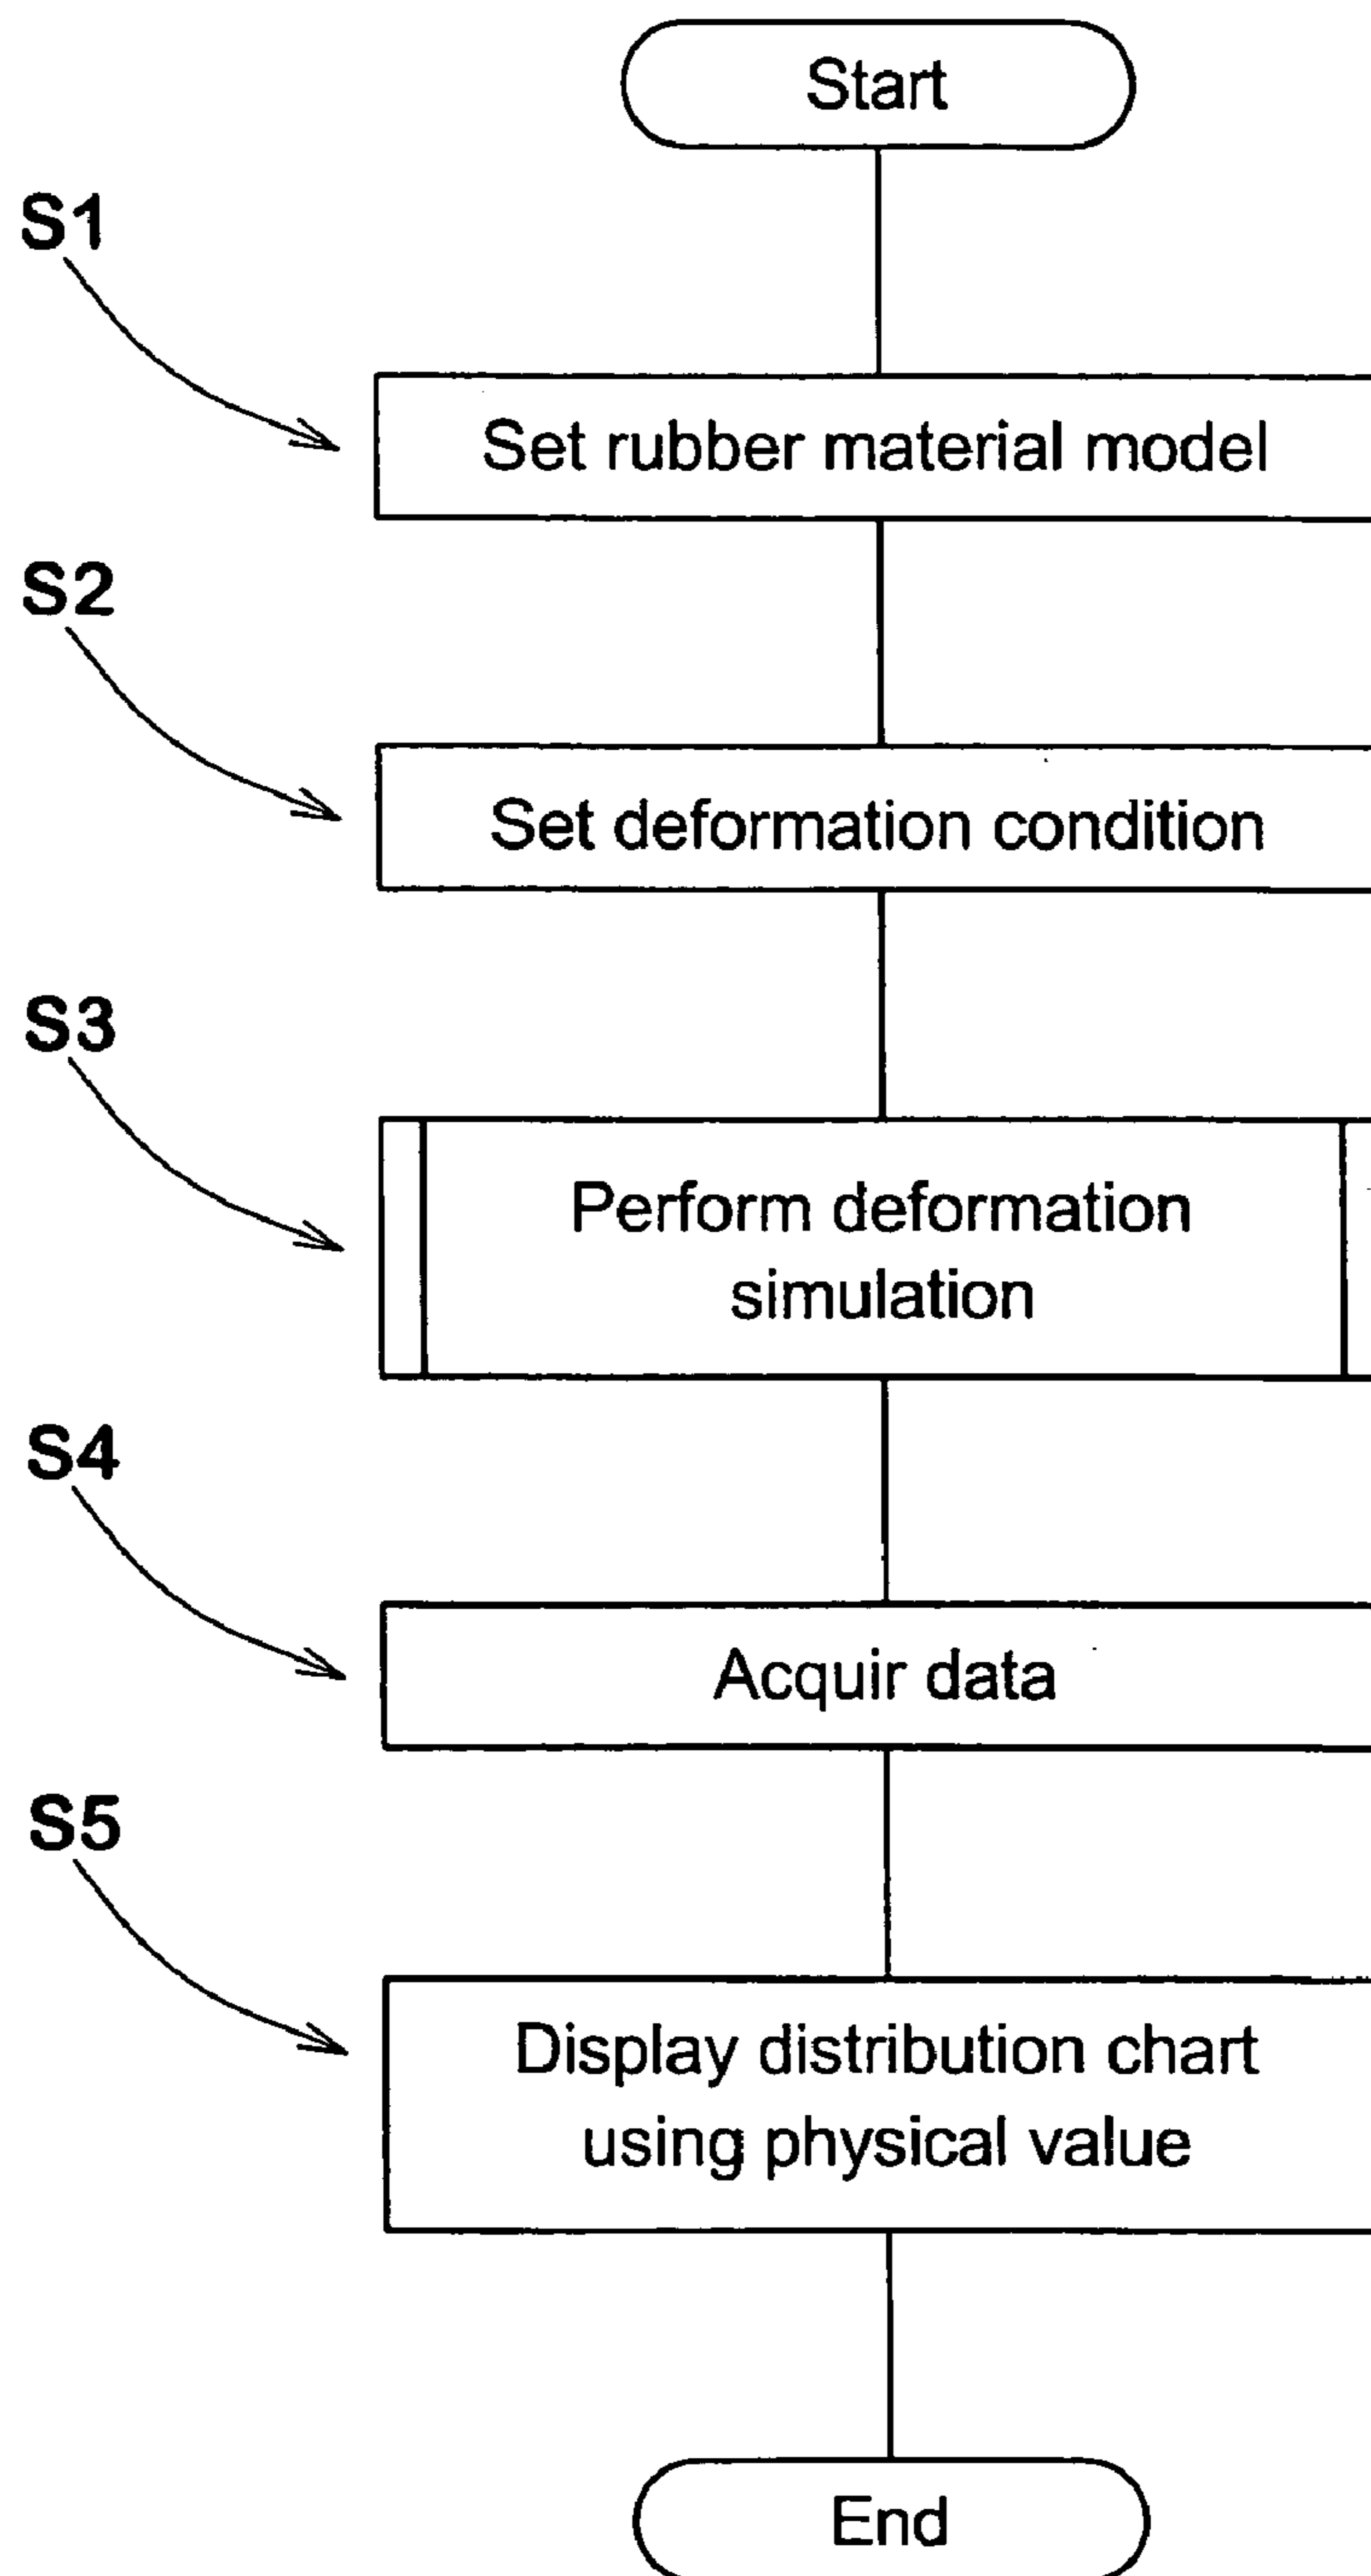 Start
S1
Set rubber material model
S2
Set deformation condition
S3
Perform deformation
simulation
S4
Acquir data
S5
Display distribution chart
using physical value
End